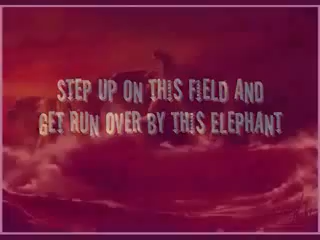 STEP UP ON THIS FIELD AND
GET RUN OVER BY THIS ELEPHANT